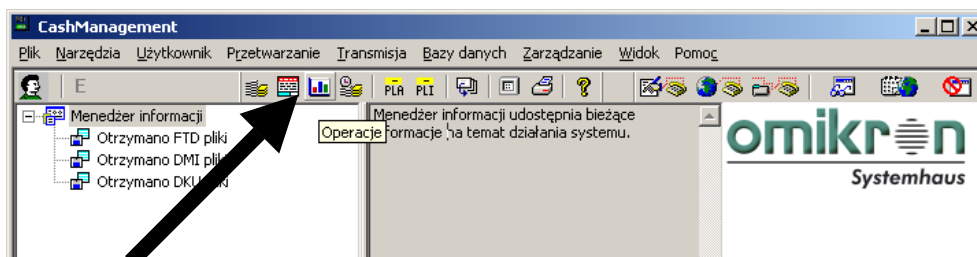 CashManagement
Plik Narzędzia Użytkownik Przetwarzanie Transmisja Bazy danych Zarządzanie Widok Pomoc
E PLA PLI
Menedżer informacji
Otrzymano FTD pliki
Otrzymano DMI pliki
Otrzymano DKU
Menedżer informacji udostępnia bieżące
formacje na temat działania systemu.
Operacje
omikron
Systemhaus